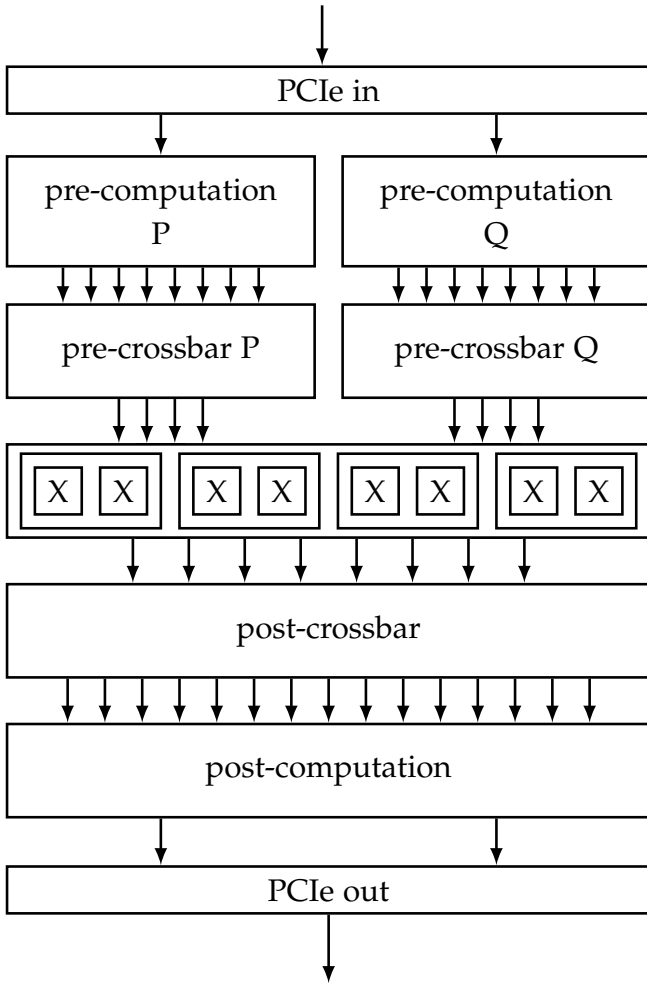 PCIe in
pre-computation pre-computation
P Q
pre-crossbar P pre-crossbar Q
X X X X X X X X
post-crossbar
post-computation
PCIe out